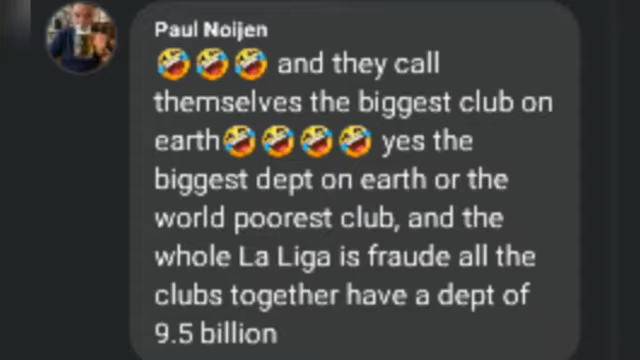 Paul Noijen
🤣🤣🤣 and they call
themselves the biggest club on
earth🤣🤣🤣🤣 yes the
biggest dept on earth or the
world poorest club, and the
whole La Liga is fraude all the
clubs together have a dept of
9.5 billion